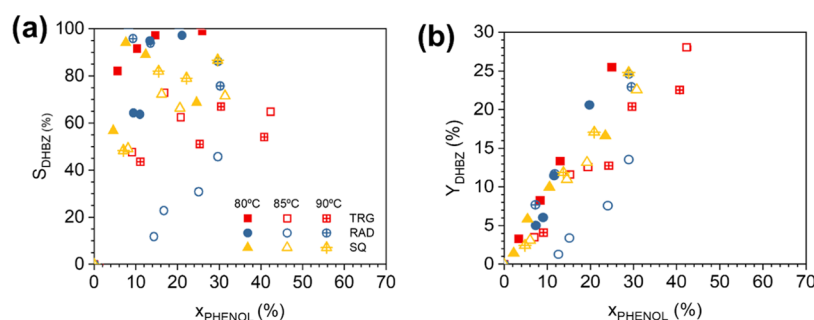 (a)
100
80
60
40
20
0
S_DHBZ (%)
80ºC 85ºC 90ºC
TRG
RAD
SQ
0 10 20 30 40 50 60 70
x_PHENOL (%)
(b)
30
25
20
15
10
5
0
Y_DHBZ (%)
0 10 20 30 40 50 60 70
x_PHENOL (%)